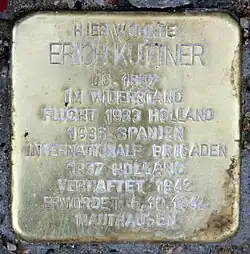 HIER WOHNTE
ERICH KUTTNER
JG. 1887
IM WIDERSTAND
FLUCHT 1933 HOLLAND
1936 SPANIEN
INTERNATIONALE BRIGADEN
1937 HOLLAND
VERHAFTET 1942
ERMORDET 6.10.1942
MAUTHAUSEN